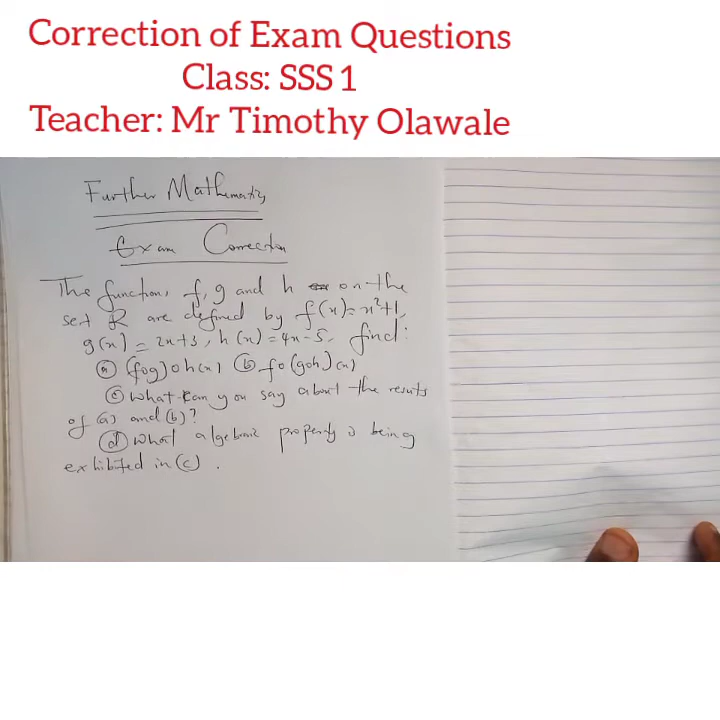 Correction of Exam Questions
Class: SSS 1
Teacher: Mr Timothy Olawale
Further Mathematics
Exam Correction
The functions f, g and h on the
set R are defined by f(x)=x²+1,
g(x) = 2x+3, h(x) = 4x-5, find:
(a) (fog)oh(x) (b) fo(goh)(x)
(c) what can you say about the results
of (a) and (b)?
(d) what algebraic property is being
exhibited in (c).